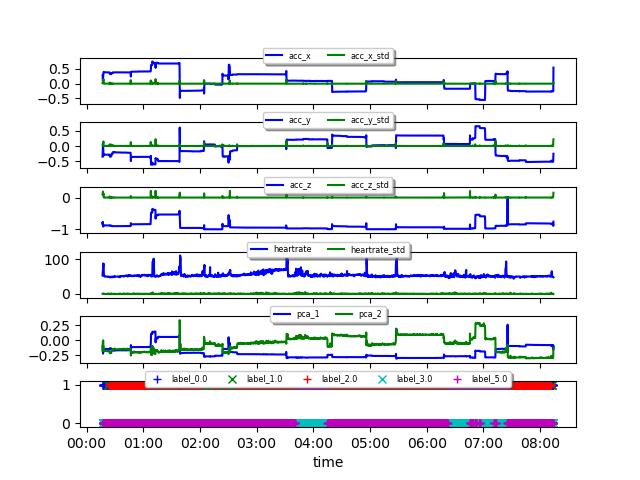 acc_x acc_x_std
0.5
0.0
−0.5
acc_y acc_y_std
0.5
0.0
−0.5
acc_z acc_z_std
0
−1
heartrate heartrate_std
100
0
pca_1 pca_2
0.25
0.00
−0.25
label_0.0 label_1.0 label_2.0 label_3.0 label_5.0
1
0
00:00 01:00 02:00 03:00 04:00 05:00 06:00 07:00 08:00
time